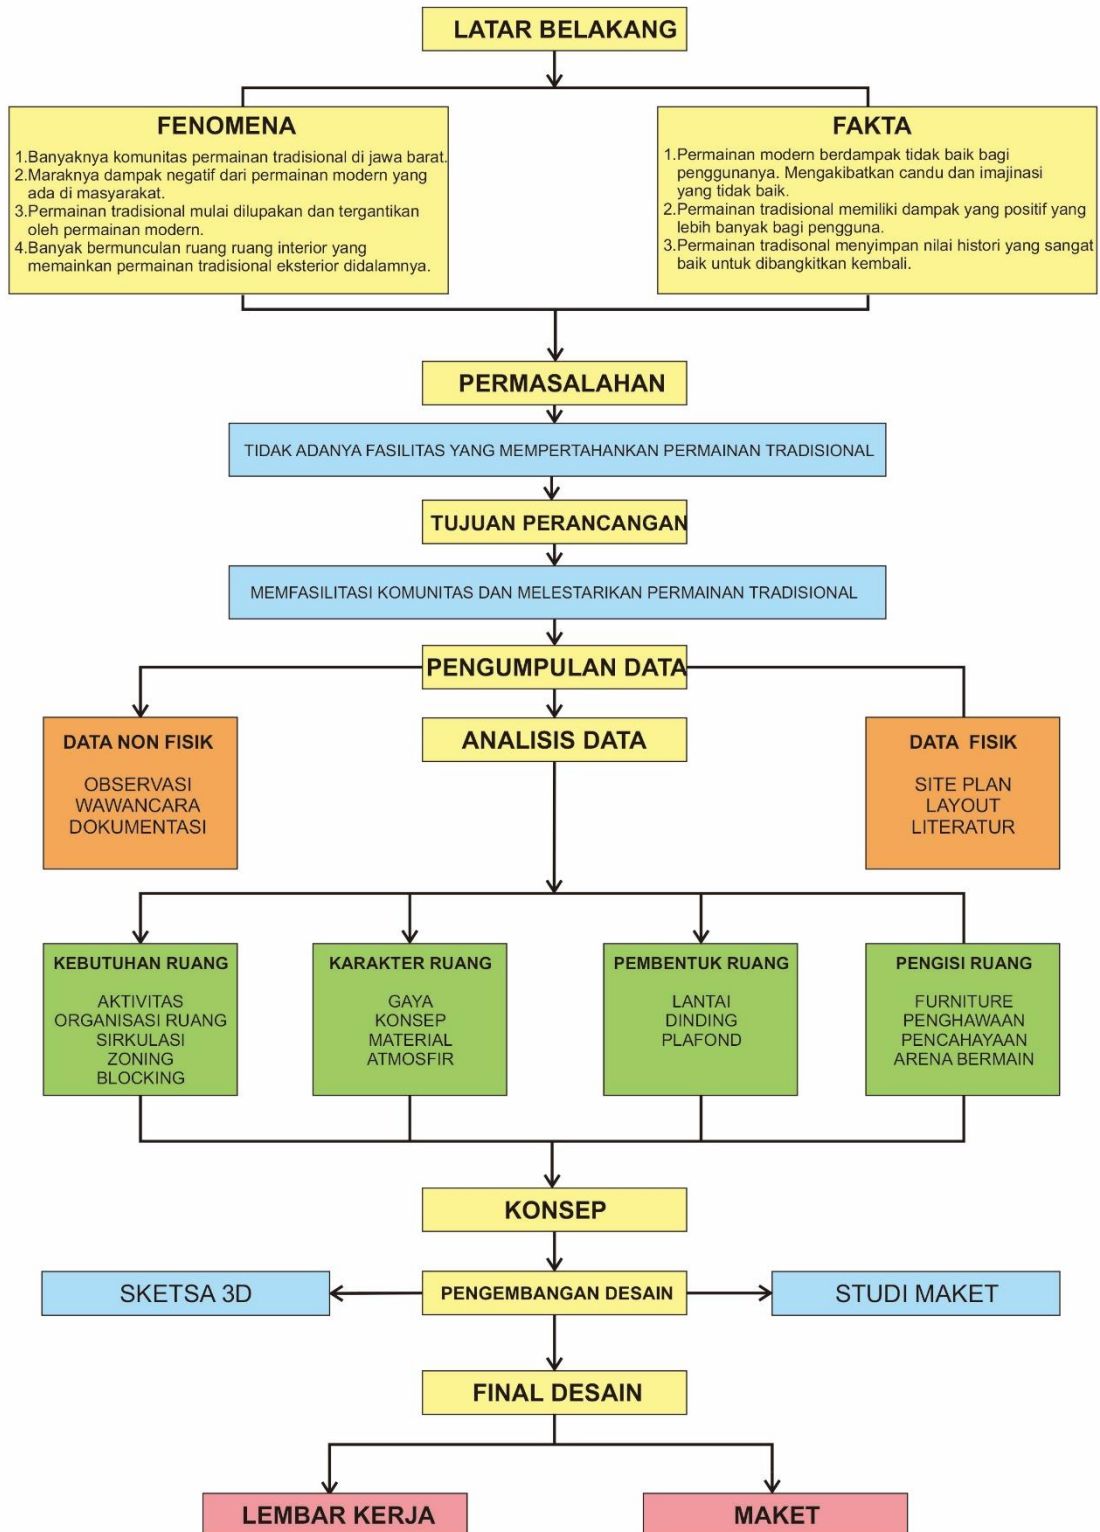 LATAR BELAKANG
FENOMENA
1.Banyaknya komunitas permainan tradisional di jawa barat.
2.Maraknya dampak negatif dari permainan modern yang
ada di masyarakat.
3.Permainan tradisional mulai dilupakan dan tergantikan
oleh permainan modern.
4.Banyak bermunculan ruang ruang interior yang
memainkan permainan tradisional eksterior didalamnya.
FAKTA
1.Permainan modern berdampak tidak baik bagi
penggunanya. Mengakibatkan candu dan imajinasi
yang tidak baik.
2.Permainan tradisional memiliki dampak yang positif yang
lebih banyak bagi pengguna.
3.Permainan tradisonal menyimpan nilai histori yang sangat
baik untuk dibangkitkan kembali.
PERMASALAHAN
TIDAK ADANYA FASILITAS YANG MEMPERTAHANKAN PERMAINAN TRADISIONAL
TUJUAN PERANCANGAN
MEMFASILITASI KOMUNITAS DAN MELESTARIKAN PERMAINAN TRADISIONAL
PENGUMPULAN DATA
DATA NON FISIK
OBSERVASI
WAWANCARA
DOKUMENTASI
ANALISIS DATA
DATA FISIK
SITE PLAN
LAYOUT
LITERATUR
KEBUTUHAN RUANG
AKTIVITAS
ORGANISASI RUANG
SIRKULASI
ZONING
BLOCKING
KARAKTER RUANG
GAYA
KONSEP
MATERIAL
ATMOSFIR
PEMBENTUK RUANG
LANTAI
DINDING
PLAFOND
PENGISI RUANG
FURNITURE
PENGHAWAAN
PENCAHAYAAN
ARENA BERMAIN
KONSEP
SKETSA 3D
PENGEMBANGAN DESAIN
STUDI MAKET
FINAL DESAIN
LEMBAR KERJA
MAKET